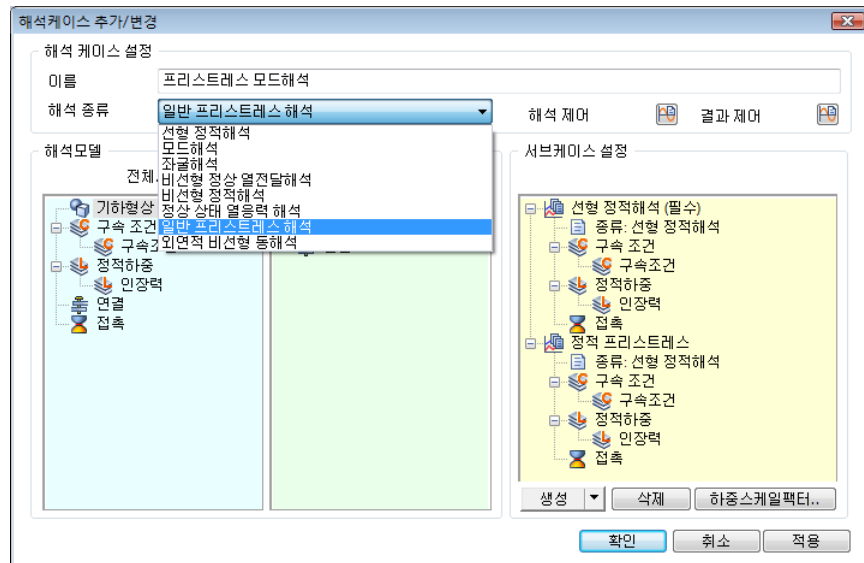 해석케이스 추가/변경
해석 케이스 설정
이름 프리스트레스 모드해석
해석 종류 일반 프리스트레스 해석 해석 제어 결과 제어
선형 정적해석
모드해석
좌굴해석
비선형 정상 열전달해석
비선형 정적해석
정상 상태 열응력 해석
일반 프리스트레스 해석
외연적 비선형 동해석
해석모델
전체
기하형상
구속 조건
정적하중
인장력
연결
접촉
서브케이스 설정
선형 정적해석 (필수)
종류: 선형 정적해석
구속 조건
구속조건
정적하중
인장력
접촉
정적 프리스트레스
종류: 선형 정적해석
구속 조건
구속조건
정적하중
인장력
접촉
생성 삭제 하중스케일팩터..
확인 취소 적용